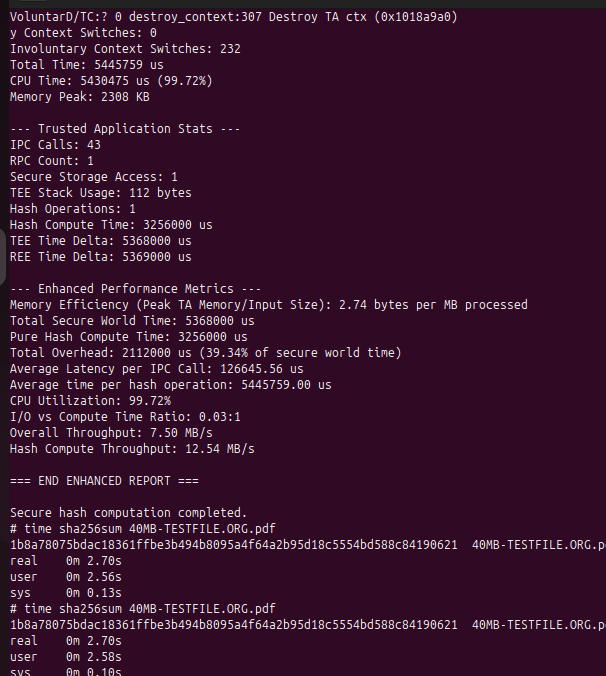 VoluntarD/TC:? 0 destroy_context:307 Destroy TA ctx (0x1018a9a0)
y Context Switches: 0
Involuntary Context Switches: 232
Total Time: 5445759 us
CPU Time: 5430475 us (99.72%)
Memory Peak: 2308 KB
--- Trusted Application Stats ---
IPC Calls: 43
RPC Count: 1
Secure Storage Access: 1
TEE Stack Usage: 112 bytes
Hash Operations: 1
Hash Compute Time: 3256000 us
TEE Time Delta: 5368000 us
REE Time Delta: 5369000 us
--- Enhanced Performance Metrics ---
Memory Efficiency (Peak TA Memory/Input Size): 2.74 bytes per MB processed
Total Secure World Time: 5368000 us
Pure Hash Compute Time: 3256000 us
Total Overhead: 2112000 us (39.34% of secure world time)
Average Latency per IPC Call: 126645.56 us
Average time per hash operation: 5445759.00 us
CPU Utilization: 99.72%
I/O vs Compute Time Ratio: 0.03:1
Overall Throughput: 7.50 MB/s
Hash Compute Throughput: 12.54 MB/s
=== END ENHANCED REPORT ===
Secure hash computation completed.
# time sha256sum 40MB-TESTFILE.ORG.pdf
1b8a78075bdac18361ffbe3b494b8095a4f64a2b95d18c5554bd588c84190621  40MB-TESTFILE.ORG.p
real    0m 2.70s
user    0m 2.56s
sys     0m 0.13s
# time sha256sum 40MB-TESTFILE.ORG.pdf
1b8a78075bdac18361ffbe3b494b8095a4f64a2b95d18c5554bd588c84190621  40MB-TESTFILE.ORG.p
real    0m 2.70s
user    0m 2.58s
sys     0m 0.10s